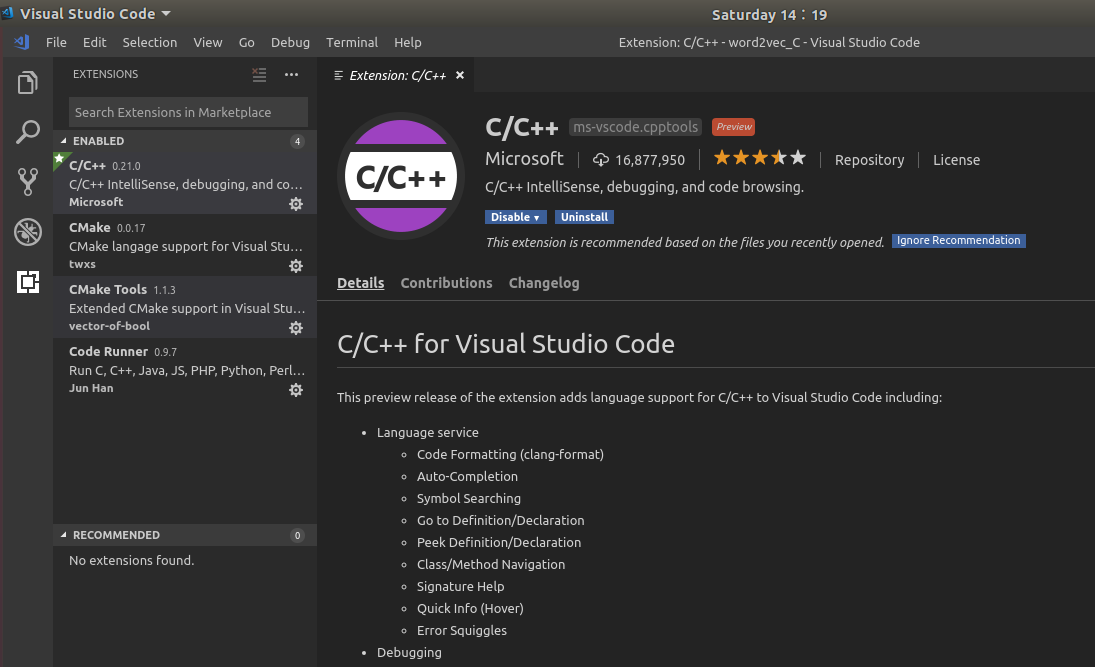 Visual Studio Code
Saturday 14 : 19
File Edit Selection View Go Debug Terminal Help
Extension: C/C++ - word2vec_C - Visual Studio Code
EXTENSIONS
Search Extensions in Marketplace
ENABLED 4
C/C++ 0.21.0
C/C++ IntelliSense, debugging, and co...
Microsoft
CMake 0.0.17
CMake langage support for Visual Stu...
twxs
CMake Tools 1.1.3
Extended CMake support in Visual Stu...
vector-of-bool
Code Runner 0.9.7
Run C, C++, Java, JS, PHP, Python, Perl...
Jun Han
RECOMMENDED 0
No extensions found.
Extension: C/C++
C/C++
C/C++ ms-vscode.cpptools Preview
Microsoft 16,877,950 Repository License
C/C++ IntelliSense, debugging, and code browsing.
Disable Uninstall
This extension is recommended based on the files you recently opened. Ignore Recommendation
Details Contributions Changelog
C/C++ for Visual Studio Code
This preview release of the extension adds language support for C/C++ to Visual Studio Code including:
• Language service
◦ Code Formatting (clang-format)
◦ Auto-Completion
◦ Symbol Searching
◦ Go to Definition/Declaration
◦ Peek Definition/Declaration
◦ Class/Method Navigation
◦ Signature Help
◦ Quick Info (Hover)
◦ Error Squiggles
• Debugging